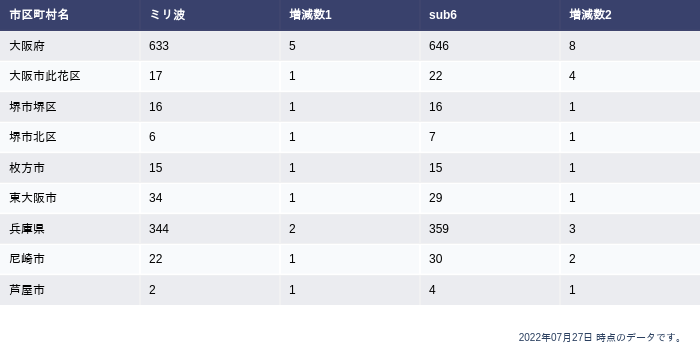 市区町村名 ミリ波 増減数1 sub6 増減数2
大阪府 633 5 646 8
大阪市此花区 17 1 22 4
堺市堺区 16 1 16 1
堺市北区 6 1 7 1
枚方市 15 1 15 1
東大阪市 34 1 29 1
兵庫県 344 2 359 3
尼崎市 22 1 30 2
芦屋市 2 1 4 1
2022年07月27日 時点のデータです。